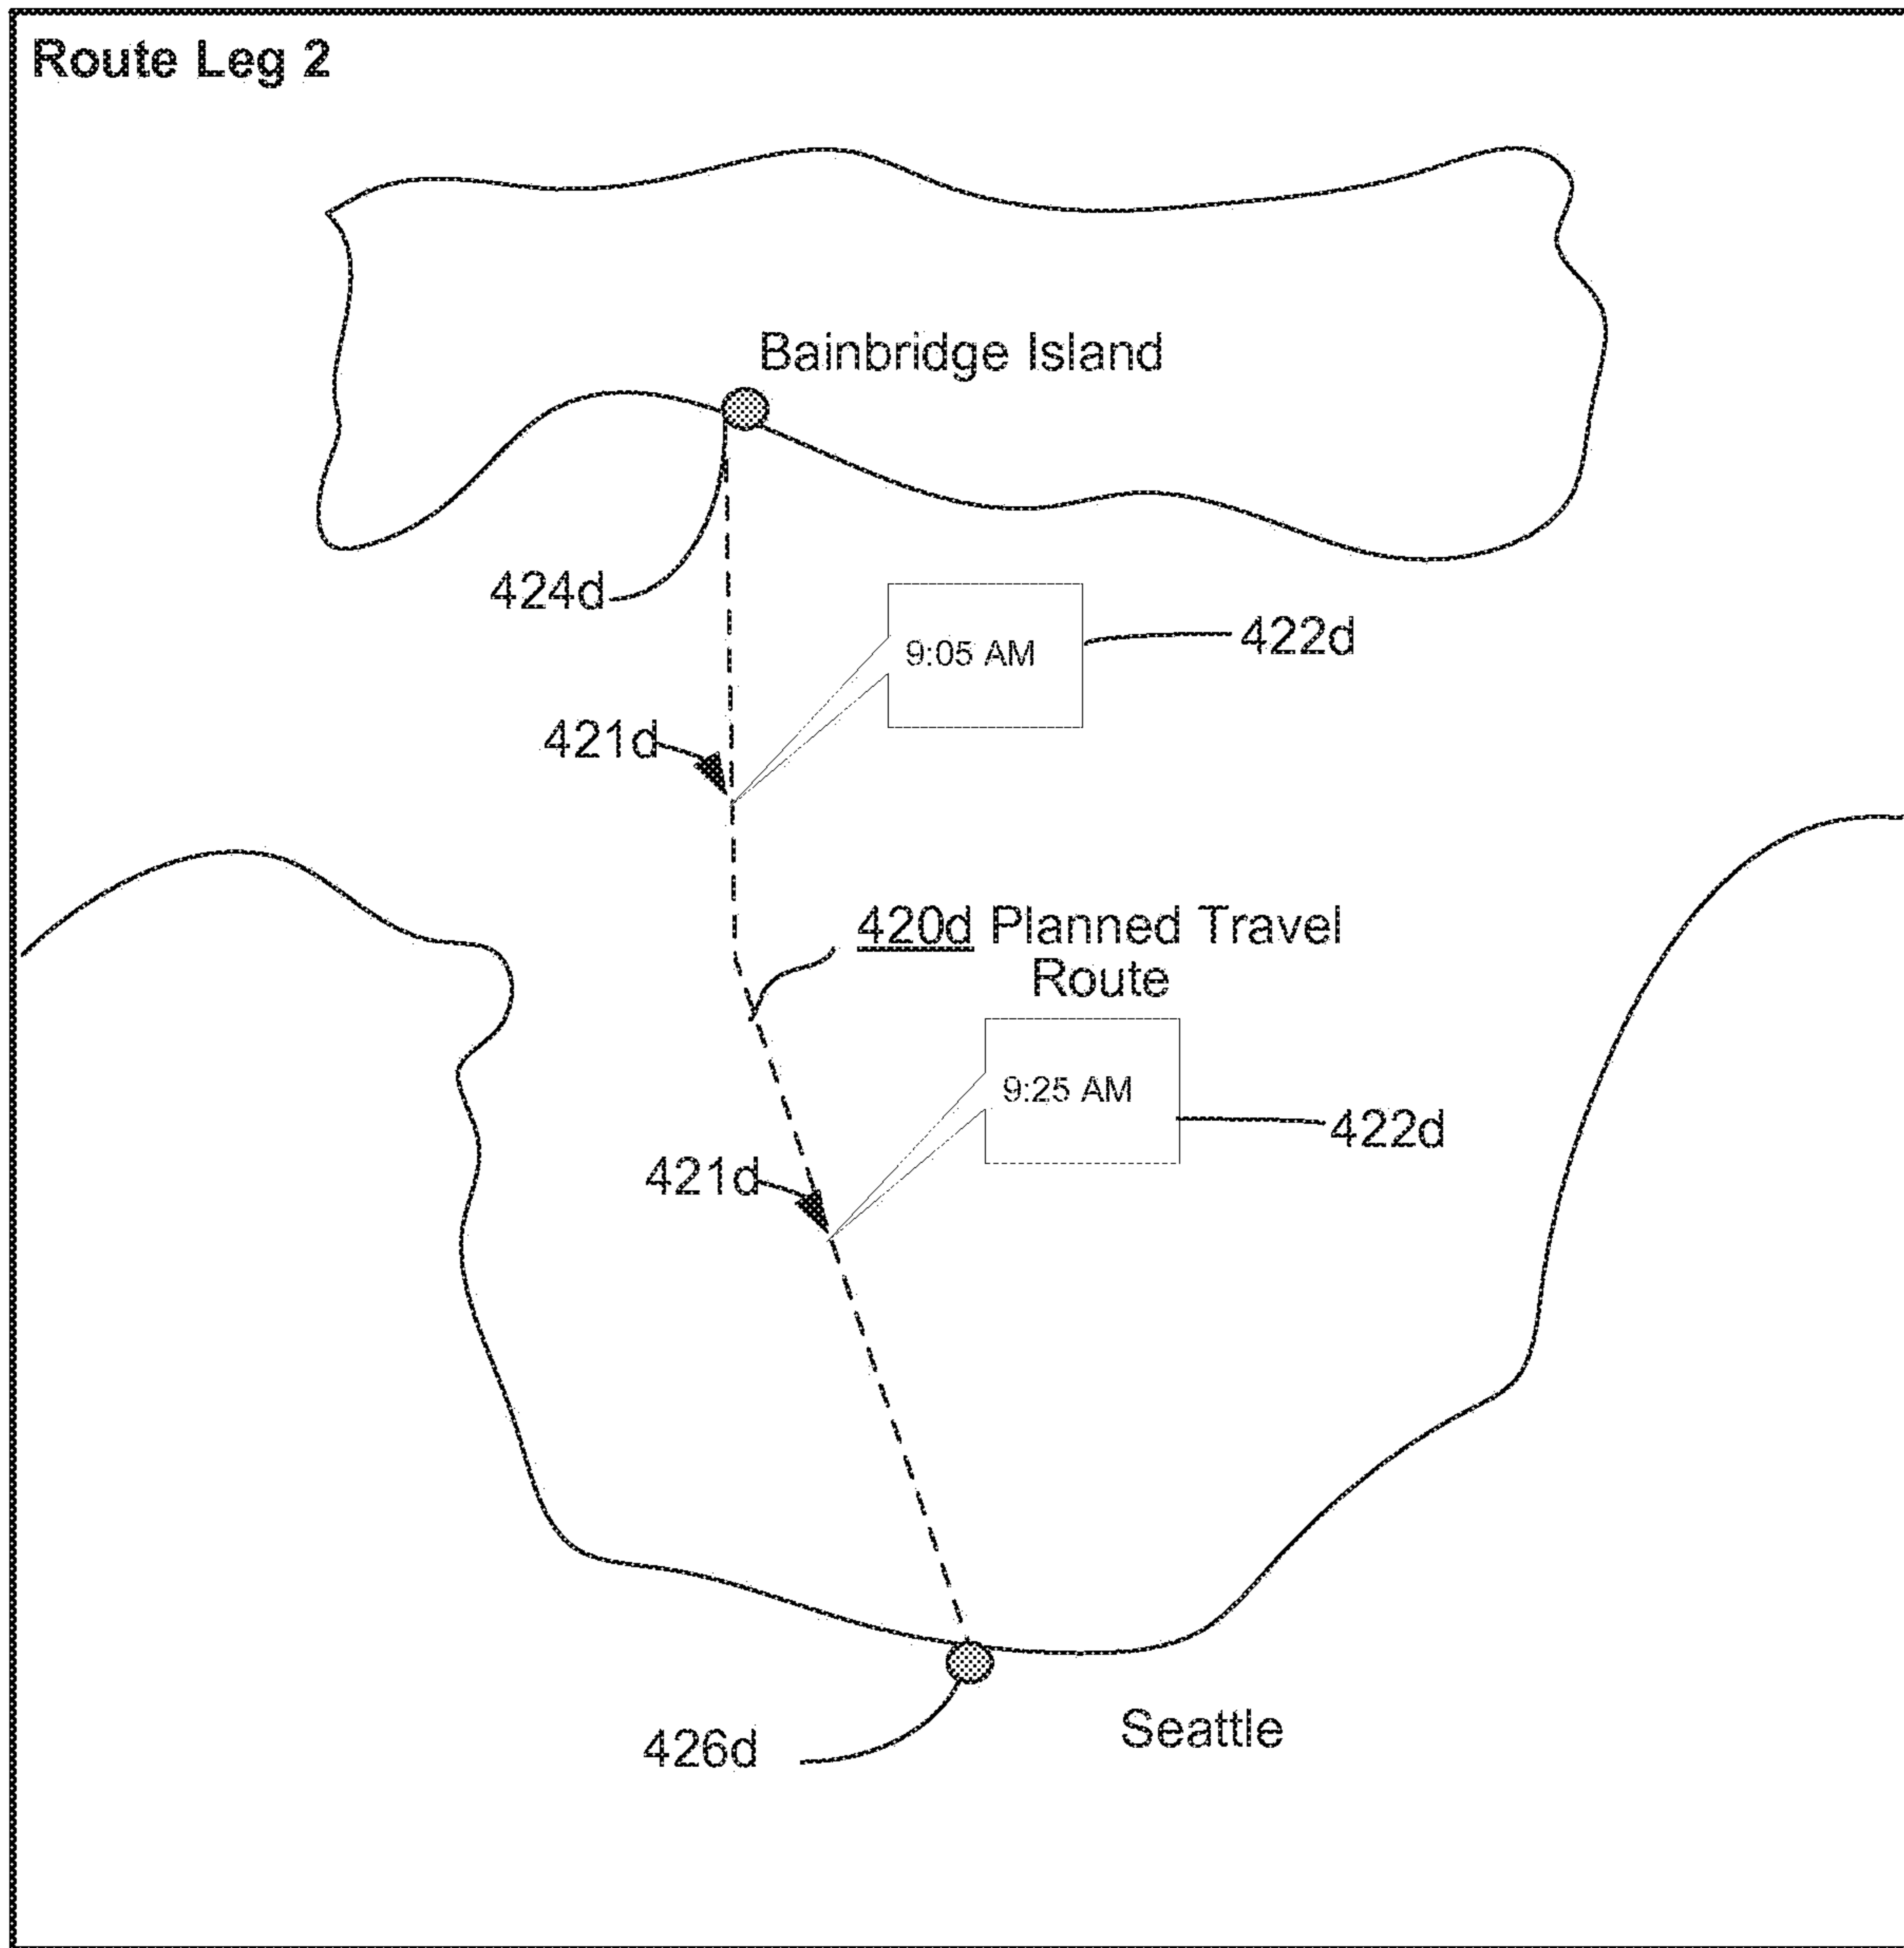 Route Leg 2
Bainbridge Island
424d
9:05 AM
422d
421d
420d Planned Travel
Route
9:25 AM
422d
421d
Seattle
426d